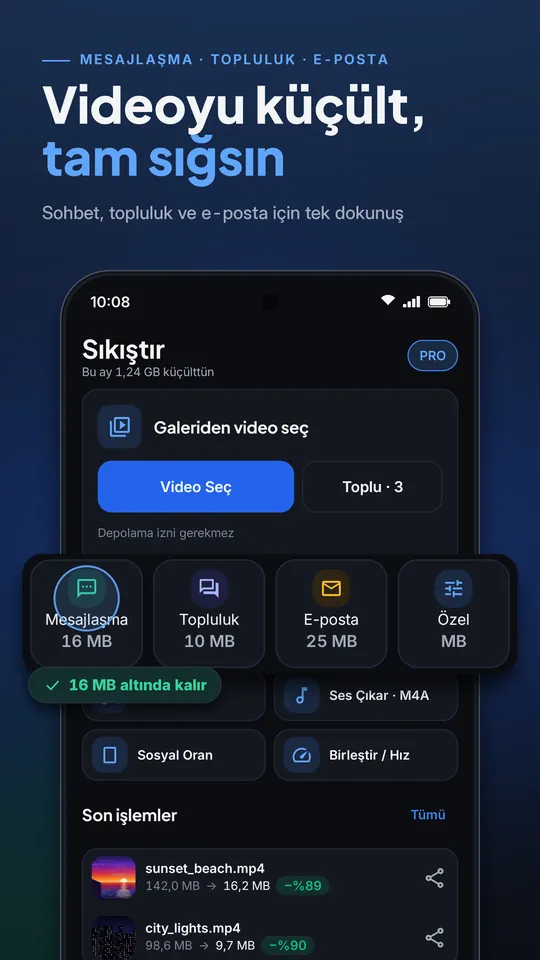 MESAJLAŞMA · TOPLULUK · E-POSTA
Videoyu küçült,
tam sığsın
Sohbet, topluluk ve e-posta için tek dokunuş
10:08
Sıkıştır
Bu ay 1,24 GB küçülttün
PRO
Galeriden video seç
Video Seç
Toplu · 3
Depolama izni gerekmez
Mesajlaşma
16 MB
Topluluk
10 MB
E-posta
25 MB
Özel
MB
16 MB altında kalır
Ses Çıkar · M4A
Sosyal Oran
Birleştir / Hız
Son işlemler
Tümü
sunset_beach.mp4
142,0 MB → 16,2 MB −%89
city_lights.mp4
98,6 MB → 9,7 MB −%90